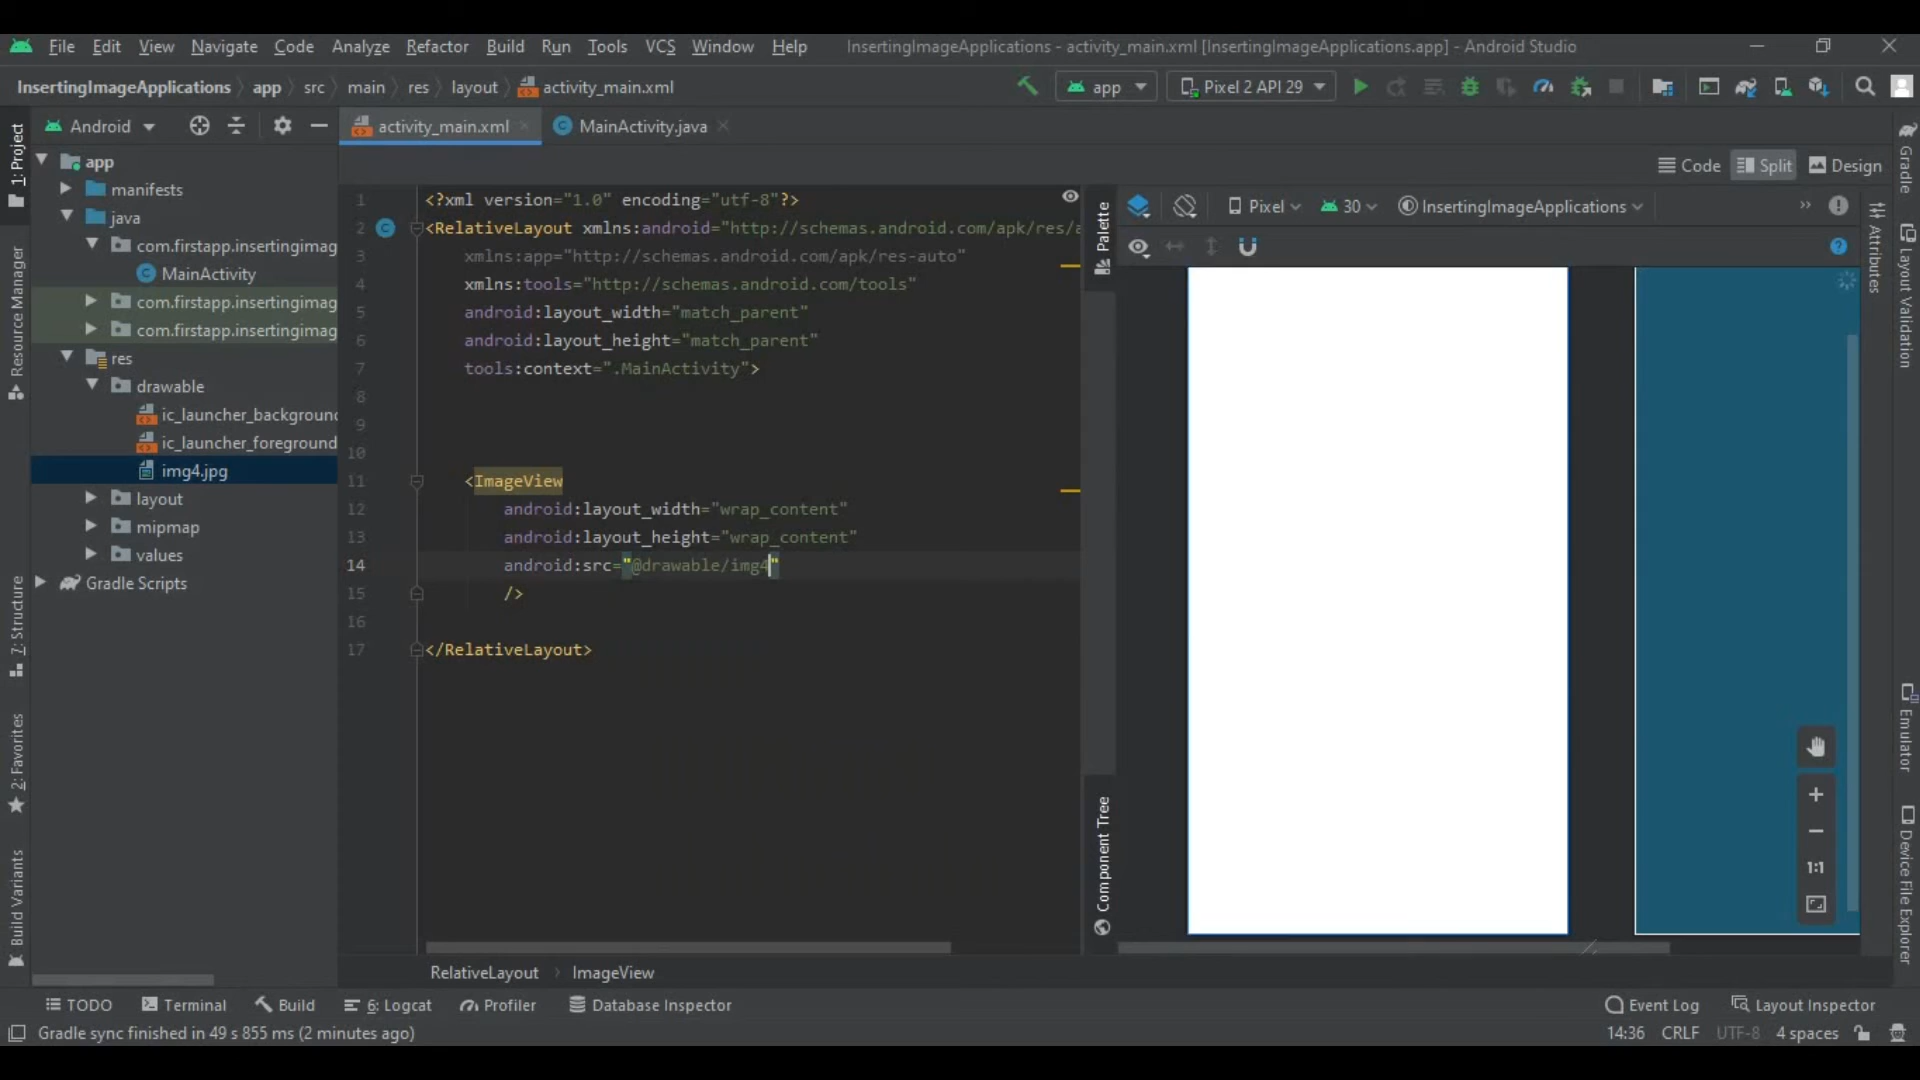 File Edit View Navigate Code Analyze Refactor Build Run Tools VCS Window Help InsertingImageApplications - activity_main.xml [InsertingImageApplications.app] - Android Studio
InsertingImageApplications app src main res layout activity_main.xml app Pixel 2 API 29
Android
activity_main.xml MainActivity.java
Code Split Design
1: Project
Resource Manager
7: Structure
2: Favorites
Build Variants
app
manifests
java
com.firstapp.insertingimag
MainActivity
com.firstapp.insertingimag
com.firstapp.insertingimag
res
drawable
ic_launcher_background
ic_launcher_foreground
img4.jpg
layout
mipmap
values
Gradle Scripts
1 <?xml version="1.0" encoding="utf-8"?>
2 <RelativeLayout xmlns:android="http://schemas.android.com/apk/res/a
3 xmlns:app="http://schemas.android.com/apk/res-auto"
4 xmlns:tools="http://schemas.android.com/tools"
5 android:layout_width="match_parent"
6 android:layout_height="match_parent"
7 tools:context=".MainActivity">
8
9
10
11 <ImageView
12 android:layout_width="wrap_content"
13 android:layout_height="wrap_content"
14 android:src="@drawable/img4"
15 />
16
17 </RelativeLayout>
RelativeLayout ImageView
Palette
Component Tree
Pixel 30 InsertingImageApplications
1:1
Attributes
Gradle
Layout Validation
Emulator
Device File Explorer
TODO Terminal Build 6: Logcat Profiler Database Inspector Event Log Layout Inspector
Gradle sync finished in 49 s 855 ms (2 minutes ago) 14:36 CRLF UTF-8 4 spaces